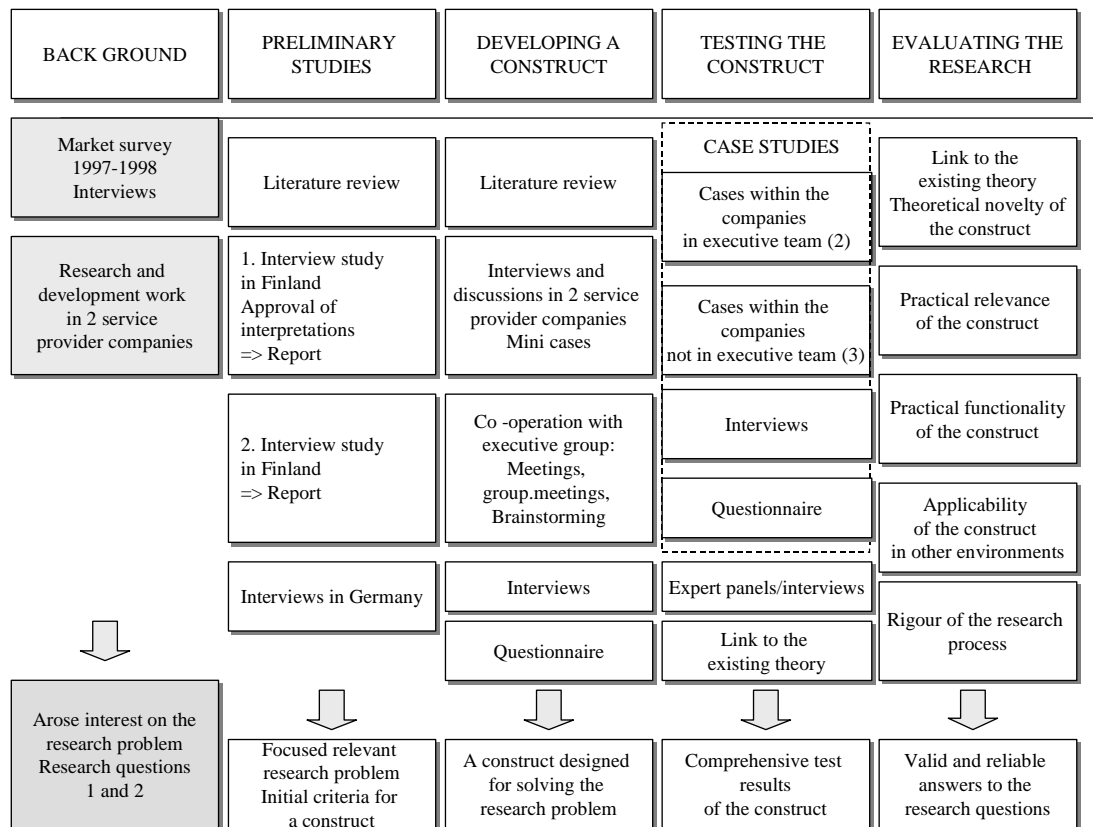 BACK GROUND
PRELIMINARY
STUDIES
DEVELOPING A
CONSTRUCT
TESTING THE
CONSTRUCT
EVALUATING THE
RESEARCH
Market survey
1997-1998
Interviews
Research and
development work
in 2 service
provider companies
Arose interest on the
research problem
Research questions
1 and 2
Literature review
1. Interview study
in Finland
Approval of
interpretations
=> Report
2. Interview study
in Finland
=> Report
Interviews in Germany
Focused relevant
research problem
Initial criteria for
a construct
Literature review
Interviews and
discussions in 2 service
provider companies
Mini cases
Co -operation with
executive group:
Meetings,
group.meetings,
Brainstorming
Interviews
Questionnaire
A construct designed
for solving the
research problem
CASE STUDIES
Cases within the
companies
in executive team (2)
Cases within the
companies
not in executive team (3)
Interviews
Questionnaire
Expert panels/interviews
Link to the
existing theory
Comprehensive test
results
of the construct
Link to the
existing theory
Theoretical novelty of
the construct
Practical relevance
of the construct
Practical functionality
of the construct
Applicability
of the construct
in other environments
Rigour of the research
process
Valid and reliable
answers to the
research questions